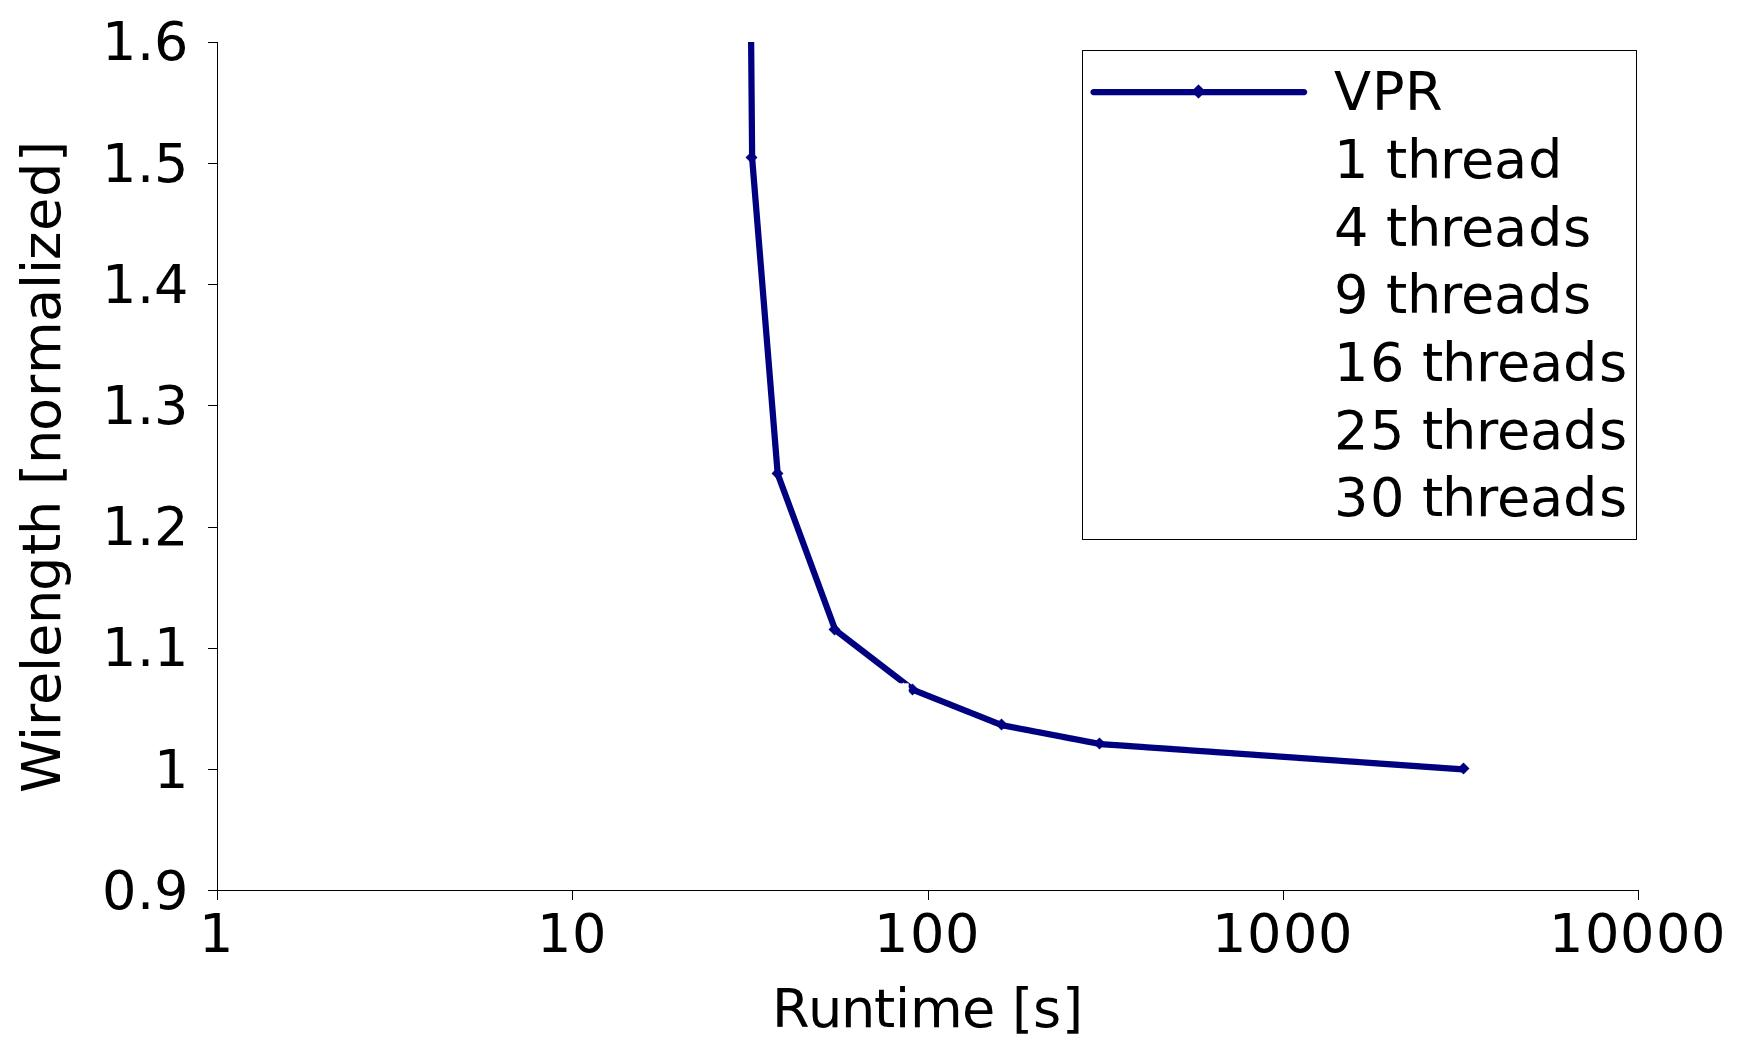 1.6
1.5
1.4
1.3
1.2
1.1
1
0.9
Wirelength [normalized]
VPR
1 thread
4 threads
9 threads
16 threads
25 threads
30 threads
1 10 100 1000 10000
Runtime [s]